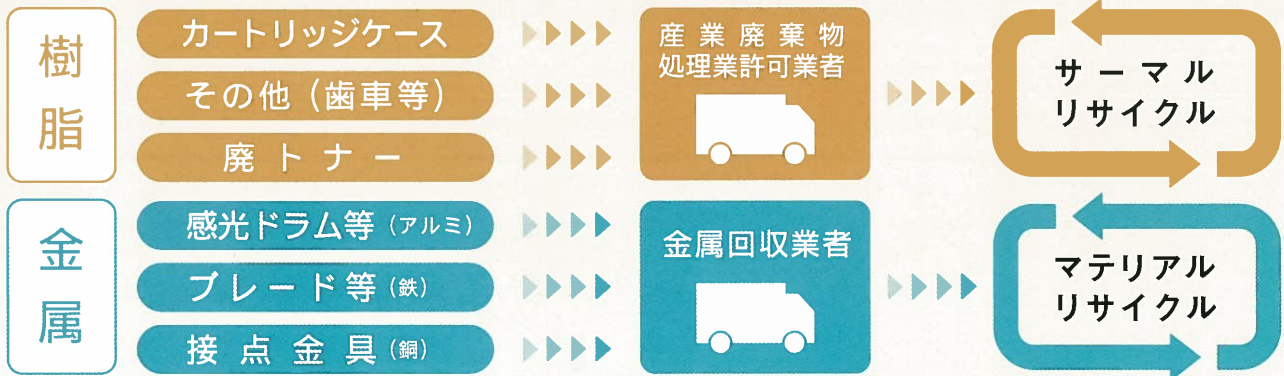 樹脂
カートリッジケース
その他（歯車等）
廃トナー
産業廃棄物
処理業許可業者
サーマル
リサイクル
金属
感光ドラム等（アルミ）
ブレード等（鉄）
接点金具（銅）
金属回収業者
マテリアル
リサイクル